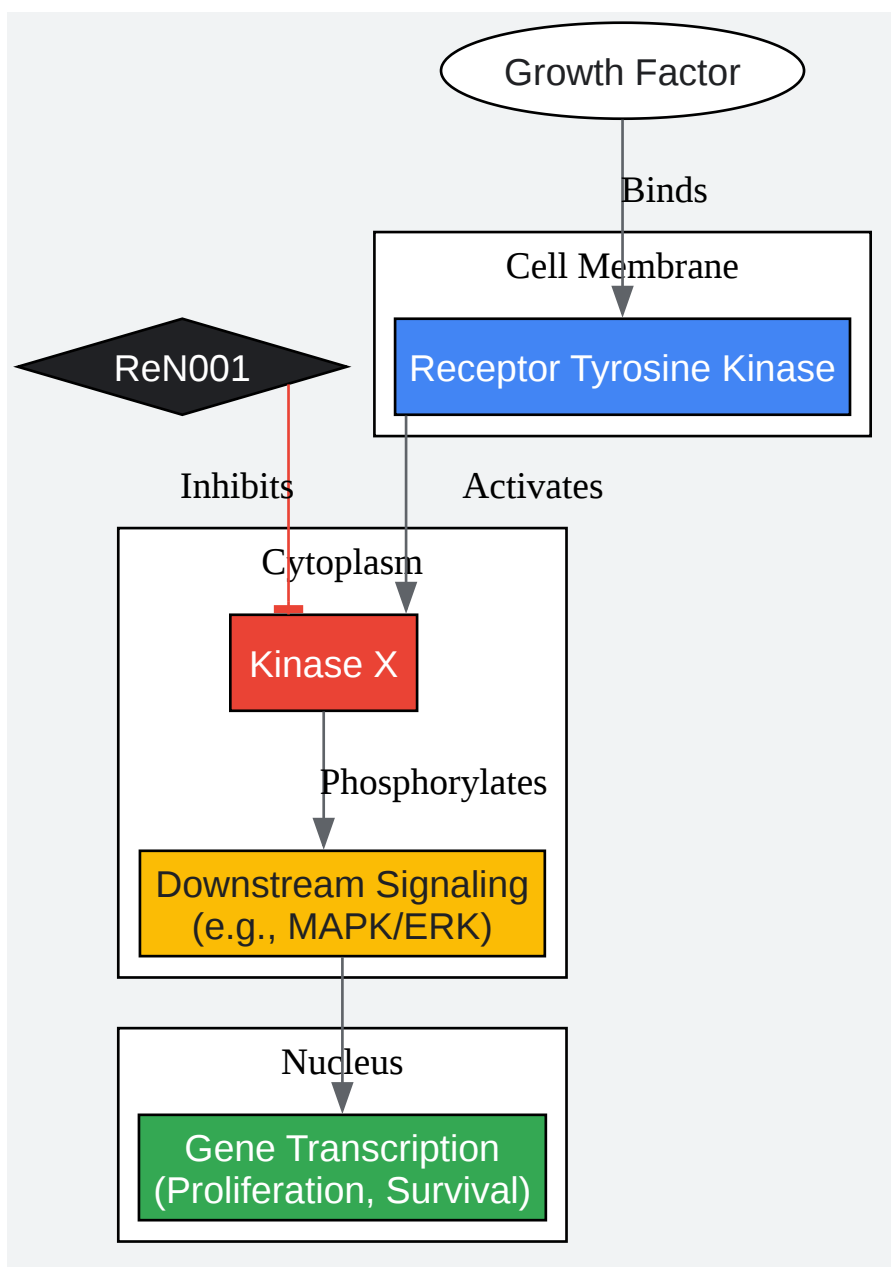 Growth Factor
Binds
Cell Membrane
ReN001
Receptor Tyrosine Kinase
Inhibits
Activates
Cytoplasm
Kinase X
Phosphorylates
Downstream Signaling
(e.g., MAPK/ERK)
Nucleus
Gene Transcription
(Proliferation, Survival)